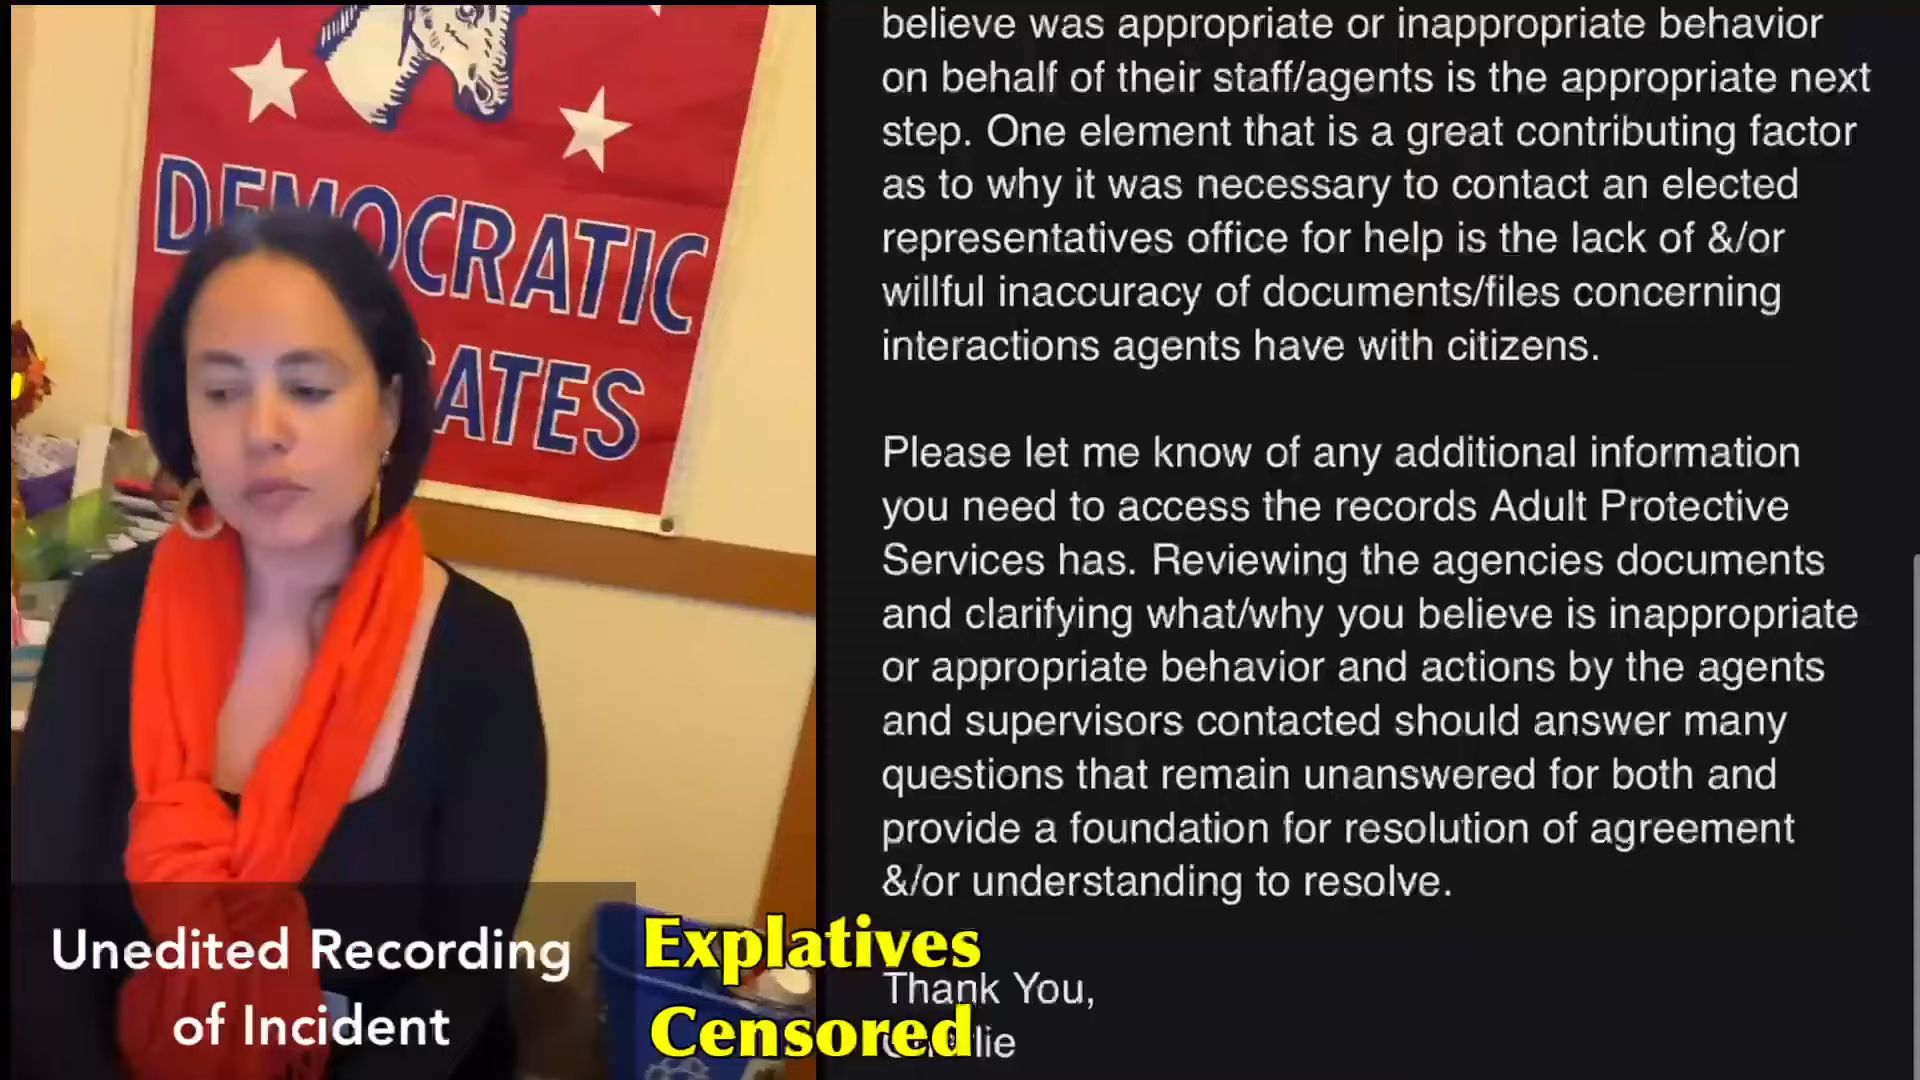 DEMOCRATIC
GATES
Unedited Recording
of Incident
Explatives
Censored
believe was appropriate or inappropriate behavior
on behalf of their staff/agents is the appropriate next
step. One element that is a great contributing factor
as to why it was necessary to contact an elected
representatives office for help is the lack of &/or
willful inaccuracy of documents/files concerning
interactions agents have with citizens.
Please let me know of any additional information
you need to access the records Adult Protective
Services has. Reviewing the agencies documents
and clarifying what/why you believe is inappropriate
or appropriate behavior and actions by the agents
and supervisors contacted should answer many
questions that remain unanswered for both and
provide a foundation for resolution of agreement
&/or understanding to resolve.
Thank You,